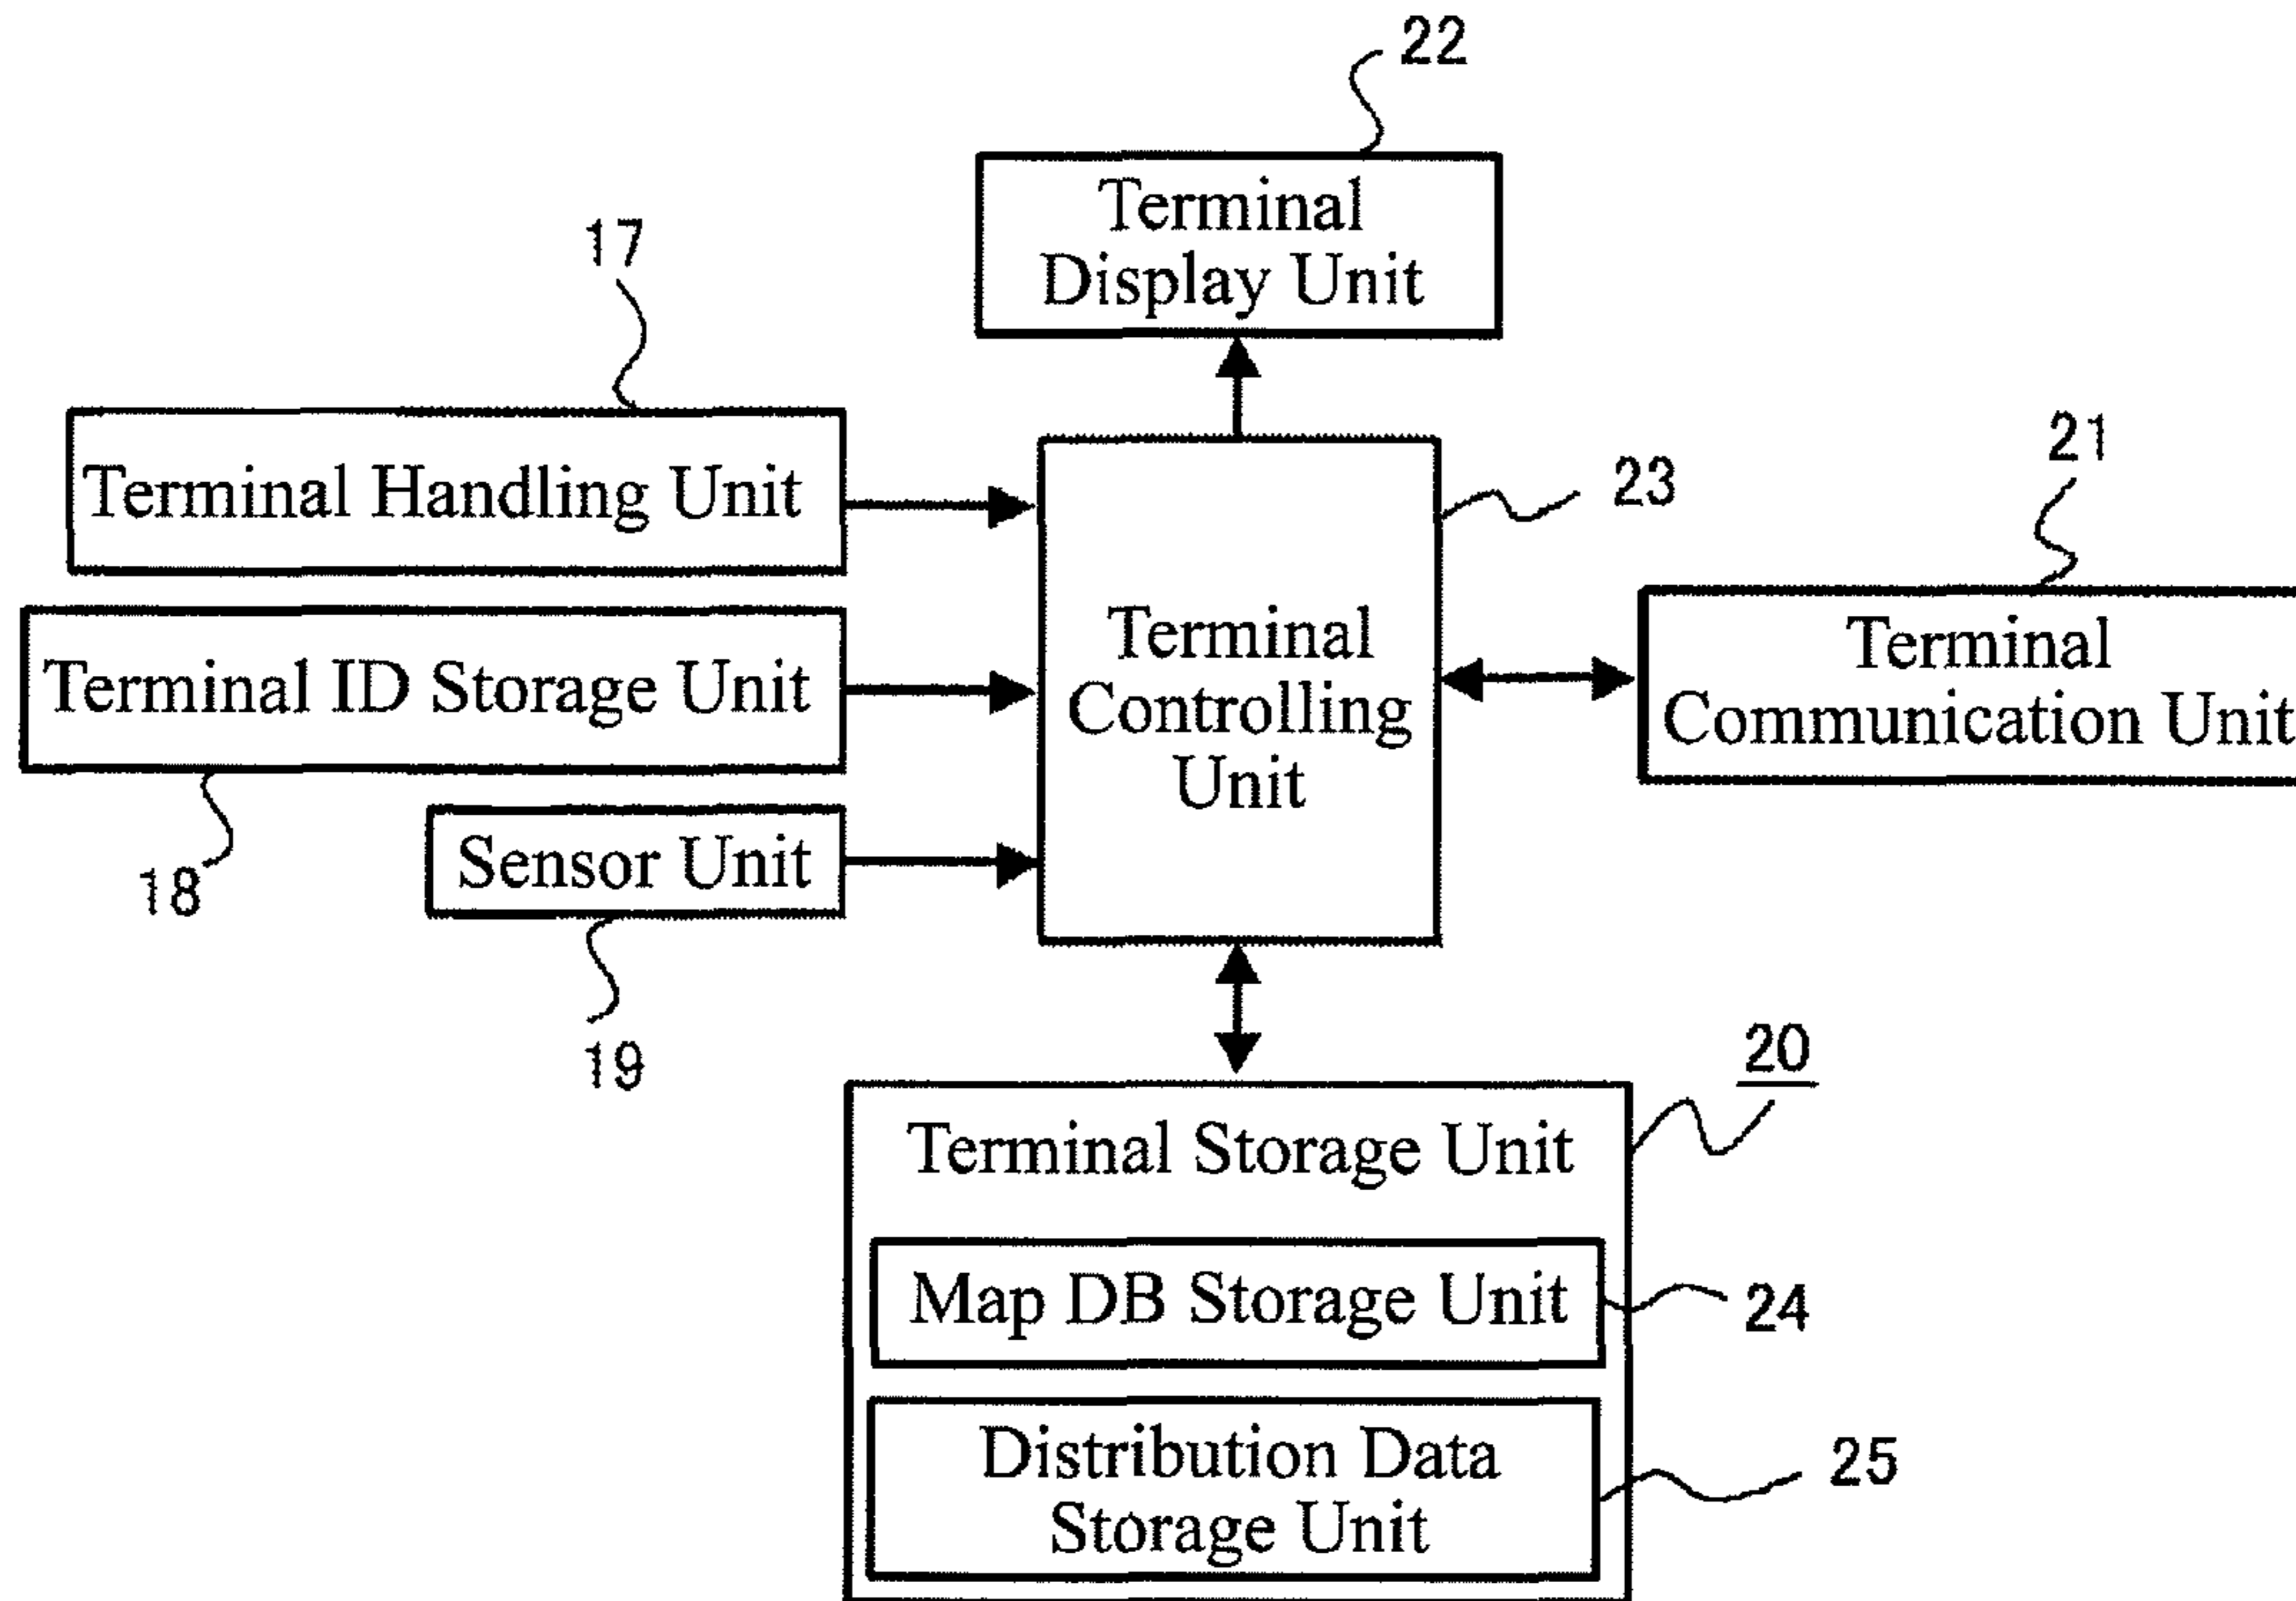 22
Terminal
Display Unit
17
Terminal Handling Unit
23
21
Terminal ID Storage Unit
Terminal
Controlling
Unit
Terminal
Communication Unit
18
Sensor Unit
19
20
Terminal Storage Unit
Map DB Storage Unit
24
Distribution Data
Storage Unit
25